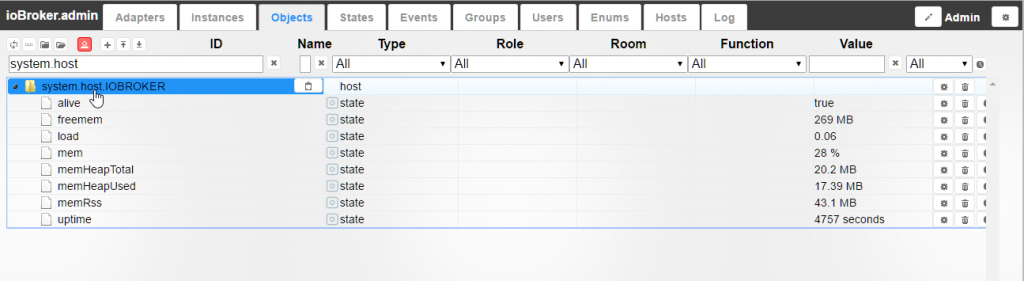 ioBroker.admin Adapters Instances Objects States Events Groups Users Enums Hosts Log Admin
ID Name Type Role Room Function Value
system.host All All All All All
system.host.IOBROKER host
alive state true
freemem state 269 MB
load state 0.06
mem state 28 %
memHeapTotal state 20.2 MB
memHeapUsed state 17.39 MB
memRss state 43.1 MB
uptime state 4757 seconds